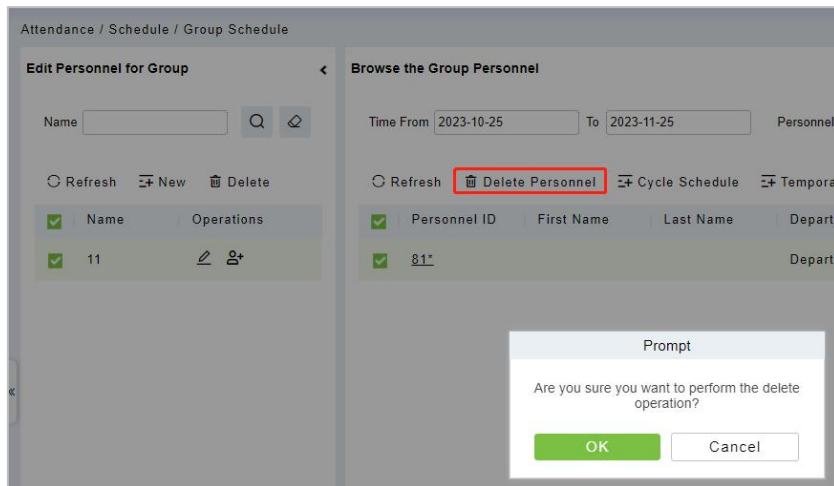 Attendance / Schedule / Group Schedule
Edit Personnel for Group
Browse the Group Personnel
Name
Time From 2023-10-25 To 2023-11-25 Personnel
Refresh New Delete
Refresh Delete Personnel Cycle Schedule Tempora
Name Operations
Personnel ID First Name Last Name Depart
11
81* Depart
Prompt
Are you sure you want to perform the delete
operation?
OK Cancel